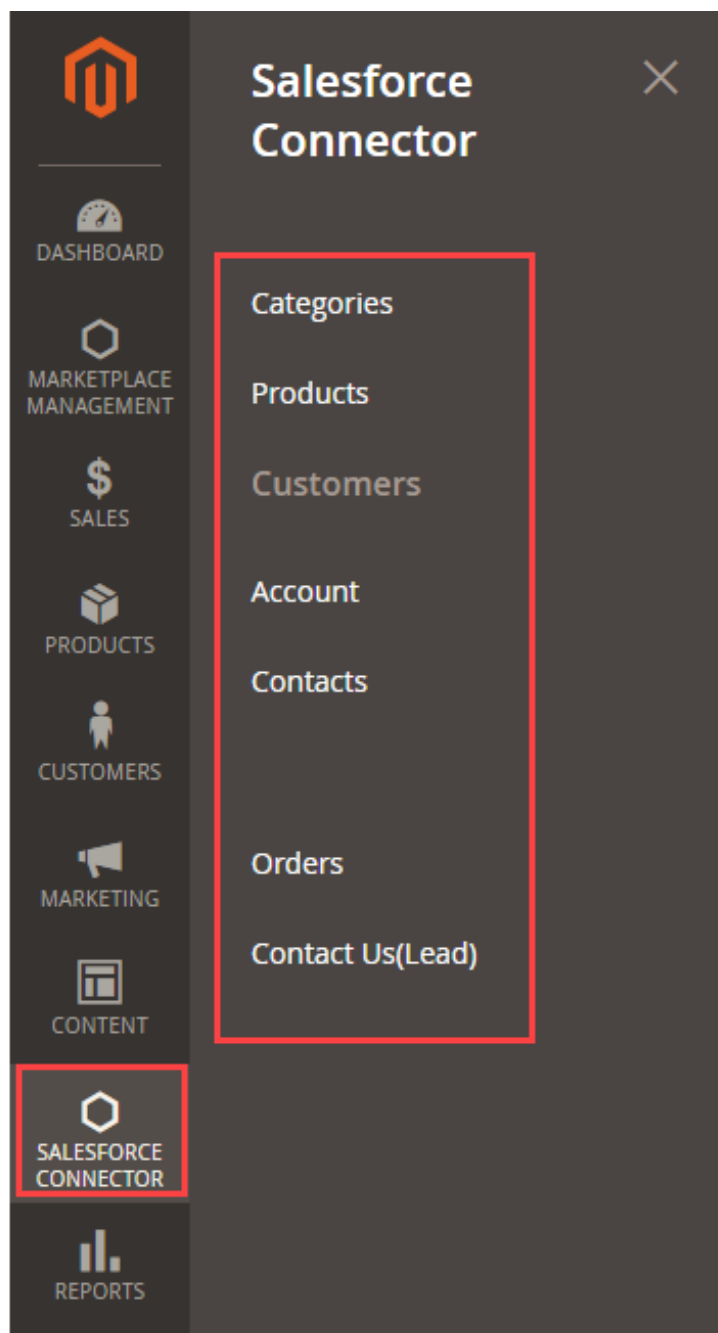 DASHBOARD
MARKETPLACE
MANAGEMENT
SALES
PRODUCTS
CUSTOMERS
MARKETING
CONTENT
SALESFORCE
CONNECTOR
REPORTS
Salesforce
Connector
Categories
Products
Customers
Account
Contacts
Orders
Contact Us(Lead)